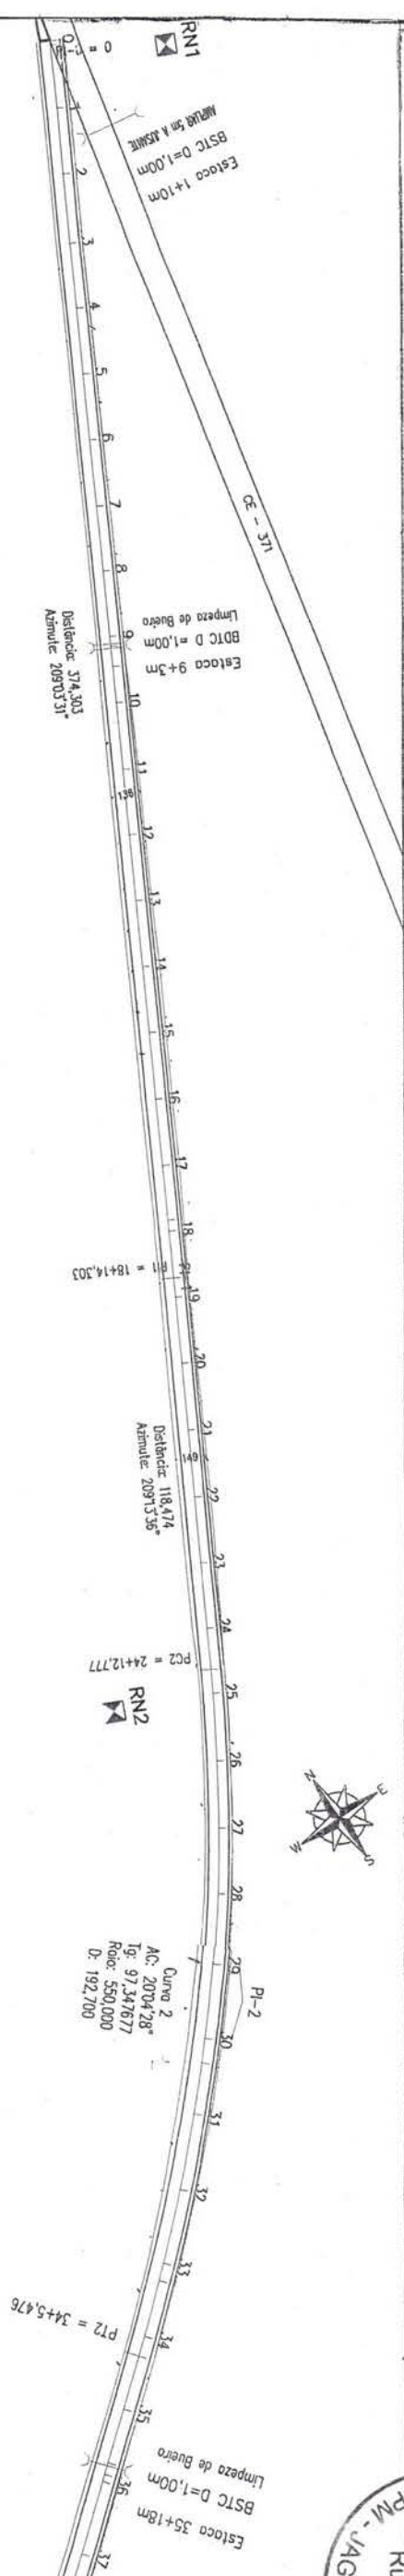 RN1
0 = 
0
1
2
3
4
5
6
7
8
9
10
11
12
13
14
15
16
17
18
19
20
21
22
23
24
25
26
27
28
29
30
31
32
33
34
35
36
37
Estaca 1+10m
BSTC D=1,00m
AMPLIAR 5m A JUSANTE
CE - 371
Estaca 9+3m
BDTC D =1,00m
Limpeza de Bueiro
Distância: 374,303
Azimute: 209°03'31"
138
= 18+14,303
Distância: 118,474
Azimute: 209°13'36"
149
PC2 = 24+12,777
RN2
N
E
S
W
PI-2
Curva 2
AC: 20°04'28"
Tg: 97,347677
Raio: 550,000
D: 192,700
PT2 = 34+5,476
Estaca 35+18m
BSTC D=1,00m
Limpeza de Bueiro
PM - JAG
RU